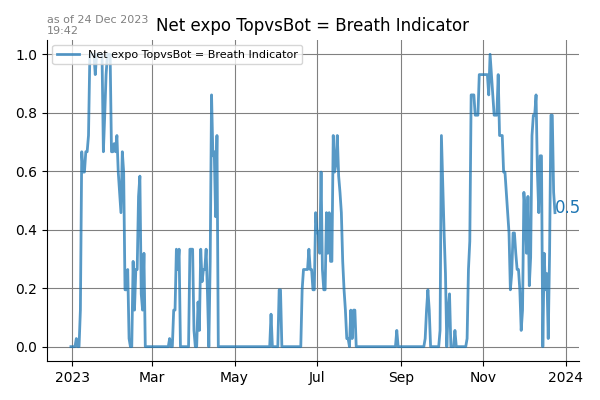 as of 24 Dec 2023
19:42
Net expo TopvsBot = Breath Indicator
Net expo TopvsBot = Breath Indicator
1.0
0.8
0.6
0.4
0.2
0.0
0.5
2023 Mar May Jul Sep Nov 2024